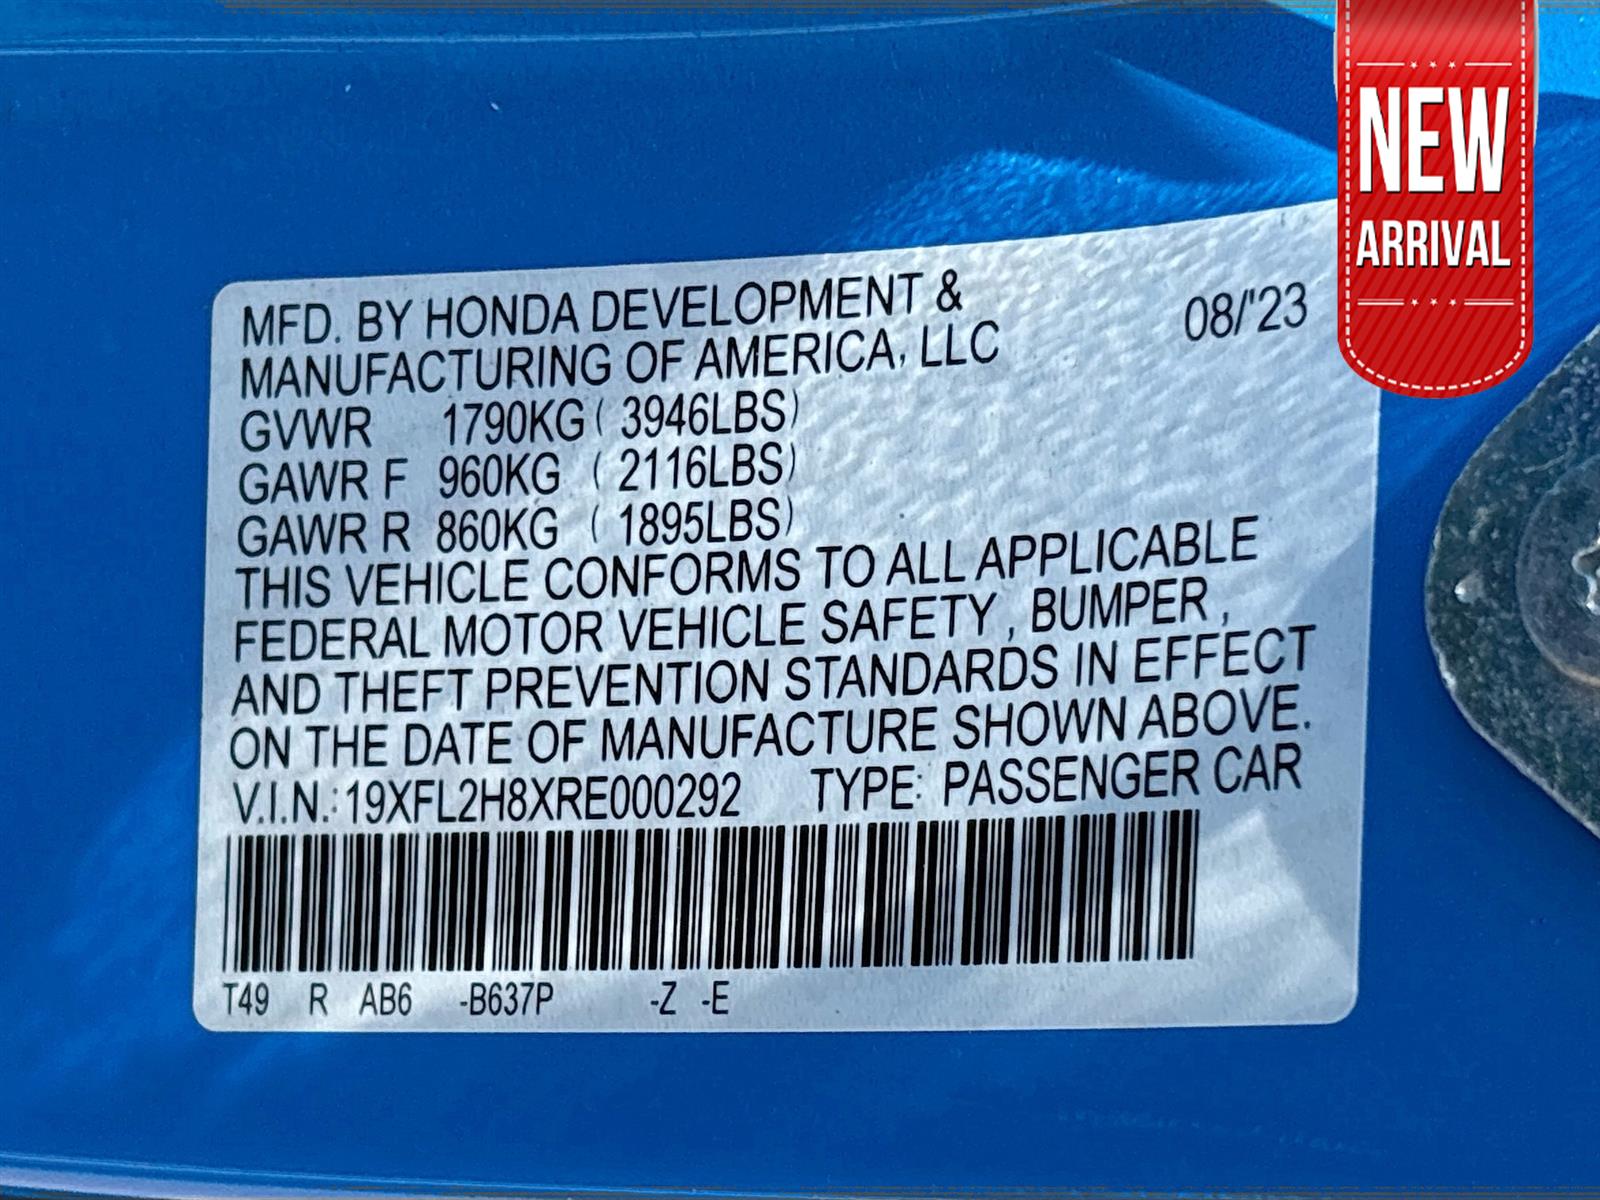 NEW
ARRIVAL
MFD. BY HONDA DEVELOPMENT &
MANUFACTURING OF AMERICA, LLC 08/'23
GVWR 1790KG ( 3946LBS)
GAWR F 960KG ( 2116LBS)
GAWR R 860KG ( 1895LBS)
THIS VEHICLE CONFORMS TO ALL APPLICABLE
FEDERAL MOTOR VEHICLE SAFETY , BUMPER ,
AND THEFT PREVENTION STANDARDS IN EFFECT
ON THE DATE OF MANUFACTURE SHOWN ABOVE.
V.I.N.: 19XFL2H8XRE000292 TYPE: PASSENGER CAR
T49 R AB6 -B637P -Z -E